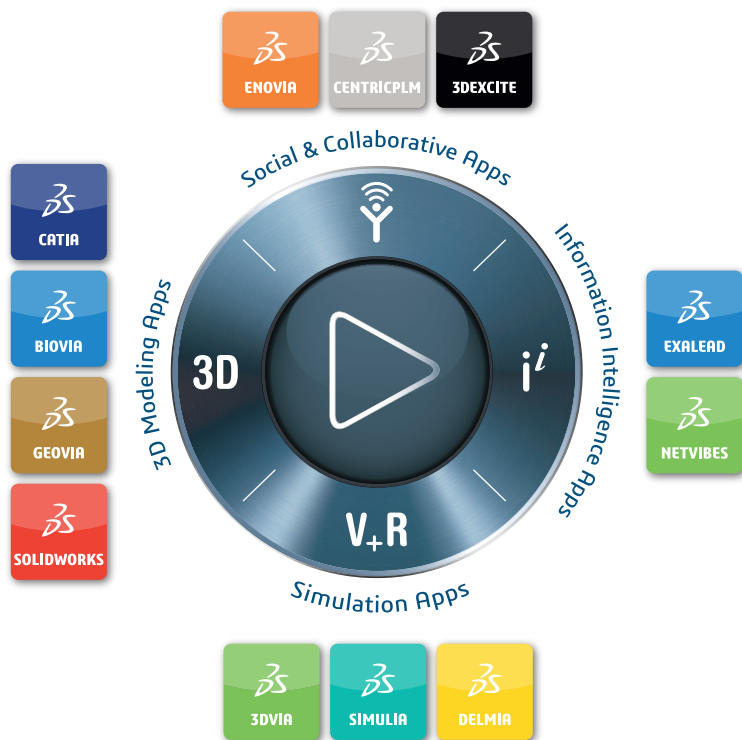 ENOVIA
CENTRICPLM
3DEXCITE
Social & Collaborative Apps
CATIA
BIOVIA
GEOVIA
SOLIDWORKS
3D Modeling Apps
3D
i i
Information Intelligence Apps
EXALEAD
NETVIBES
V+R
Simulation Apps
3DVIA
SIMULIA
DELMIA